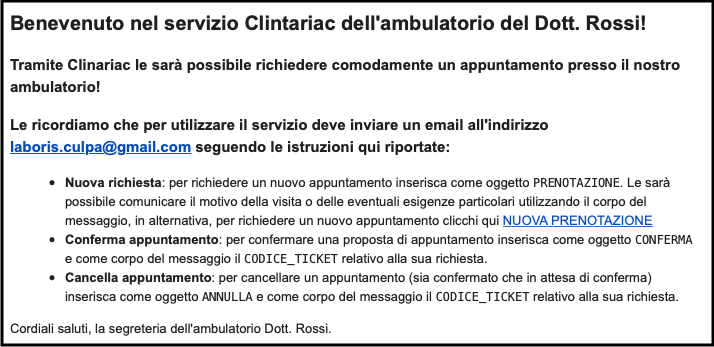 Benevenuto nel servizio Clintariac dell'ambulatorio del Dott. Rossi!
Tramite Clinariac le sarà possibile richiedere comodamente un appuntamento presso il nostro
ambulatorio!
Le ricordiamo che per utilizzare il servizio deve inviare un email all'indirizzo
laboris.culpa@gmail.com seguendo le istruzioni qui riportate:
• Nuova richiesta: per richiedere un nuovo appuntamento inserisca come oggetto PRENOTAZIONE. Le sarà
possibile comunicare il motivo della visita o delle eventuali esigenze particolari utilizzando il corpo del
messaggio, in alternativa, per richiedere un nuovo appuntamento clicchi qui NUOVA PRENOTAZIONE
• Conferma appuntamento: per confermare una proposta di appuntamento inserisca come oggetto CONFERMA
e come corpo del messaggio il CODICE_TICKET relativo alla sua richiesta.
• Cancella appuntamento: per cancellare un appuntamento (sia confermato che in attesa di conferma)
inserisca come oggetto ANNULLA e come corpo del messaggio il CODICE_TICKET relativo alla sua richiesta.
Cordiali saluti, la segreteria dell'ambulatorio Dott. Rossi.